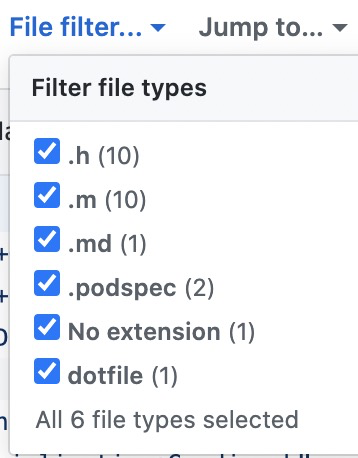 File filter... Jump to...
Filter file types
.h (10)
.m (10)
.md (1)
.podspec (2)
No extension (1)
dotfile (1)
All 6 file types selected